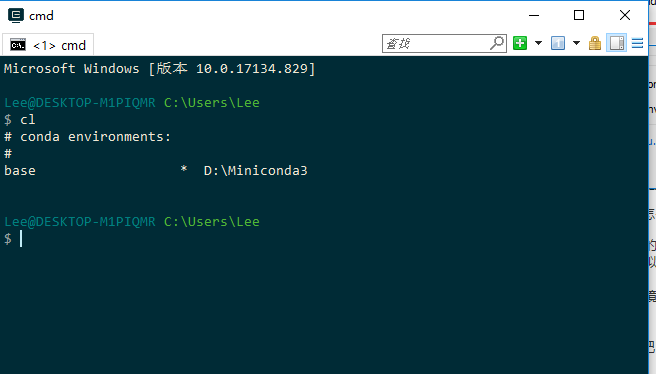 cmd
<1> cmd
查找
Microsoft Windows [版本 10.0.17134.829]
Lee@DESKTOP-M1PIQMR C:\Users\Lee
$ cl
# conda environments:
#
base * D:\Miniconda3
Lee@DESKTOP-M1PIQMR C:\Users\Lee
$